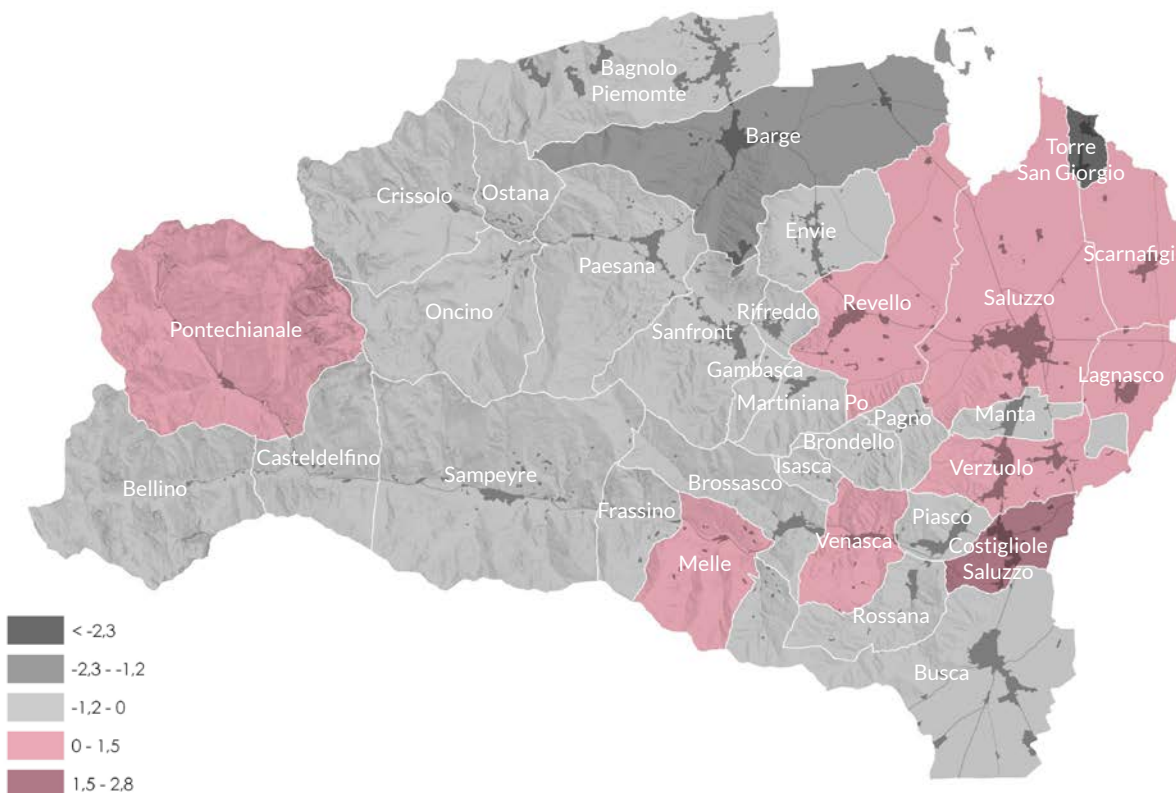 Bagnolo
Piemomte
Barge
Torre
San Giorgio
Crissolo
Ostana
Envie
Paesana
Scarnafigi
Pontechianale
Oncino
Rifreddo
Revello
Saluzzo
Sanfront
Gambasca
Lagnasco
Martiniana Po
Pagno
Manta
Brondello
Casteldelfino
Isasca
Verzuolo
Bellino
Sampeyre
Brossasco
Frassino
Piasco
Venasca
Costigliole
Saluzzo
Melle
Rossana
Busca
< -2,3
-2,3 - -1,2
-1,2 - 0
0 - 1,5
1,5 - 2,8